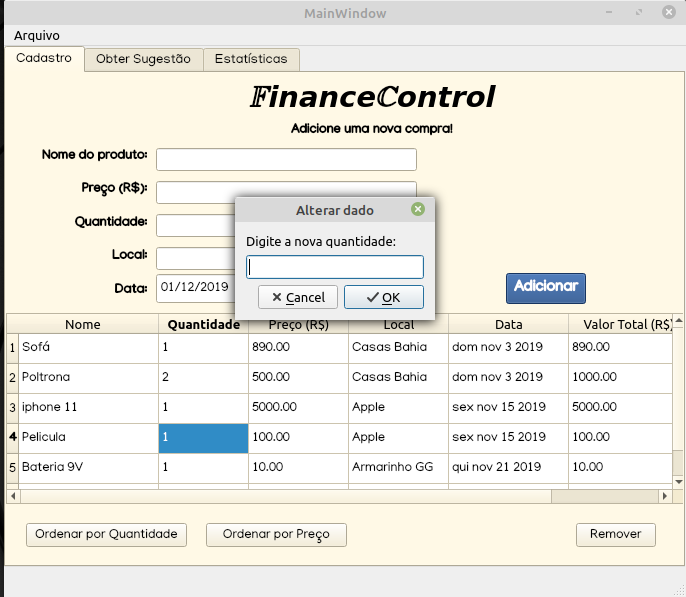 MainWindow
Arquivo
Cadastro Obter Sugestão Estatísticas
𝔽inanceℂontrol
Adicione uma nova compra!
Nome do produto:
Preço (R$):
Quantidade:
Local:
Data: 01/12/2019
Adicionar
Alterar dado
Digite a nova quantidade:
Cancel OK
Nome Quantidade Preço (R$) Local Data Valor Total (R$)
1 Sofá 1 890.00 Casas Bahia dom nov 3 2019 890.00
2 Poltrona 2 500.00 Casas Bahia dom nov 3 2019 1000.00
3 iphone 11 1 5000.00 Apple sex nov 15 2019 5000.00
4 Pelicula 1 100.00 Apple sex nov 15 2019 100.00
5 Bateria 9V 1 10.00 Armarinho GG qui nov 21 2019 10.00
Ordenar por Quantidade Ordenar por Preço Remover